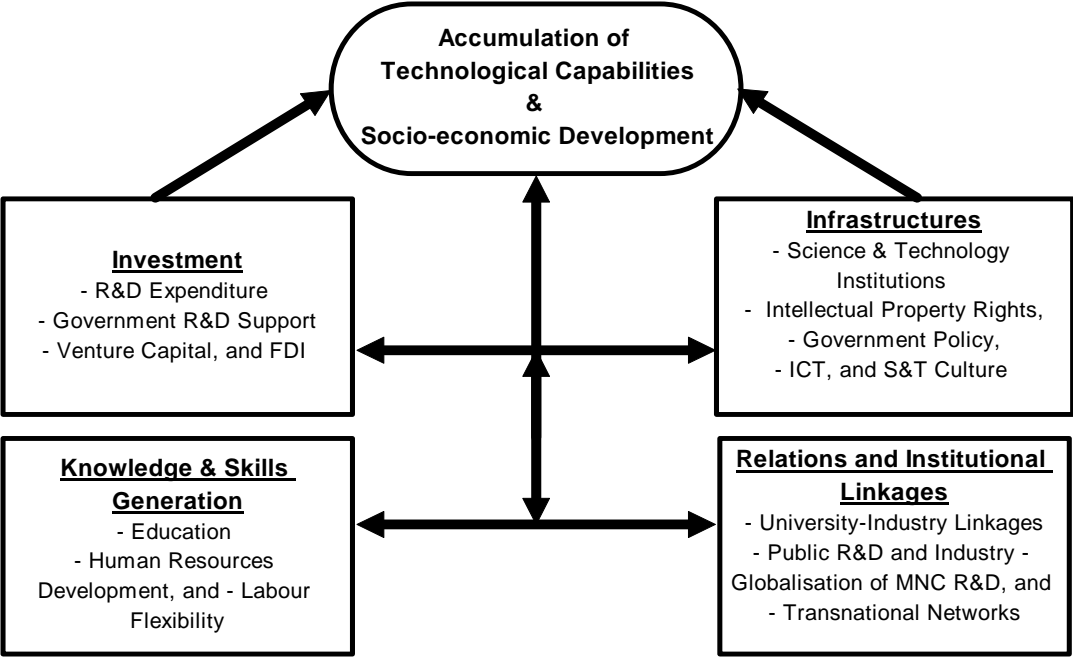 Accumulation of
Technological Capabilities
&
Socio-economic Development
Investment
- R&D Expenditure
- Government R&D Support
- Venture Capital, and FDI
Infrastructures
- Science & Technology
Institutions
- Intellectual Property Rights,
- Government Policy,
- ICT, and S&T Culture
Knowledge & Skills
Generation
- Education
- Human Resources
Development, and - Labour
Flexibility
Relations and Institutional
Linkages
- University-Industry Linkages
- Public R&D and Industry -
Globalisation of MNC R&D, and
- Transnational Networks